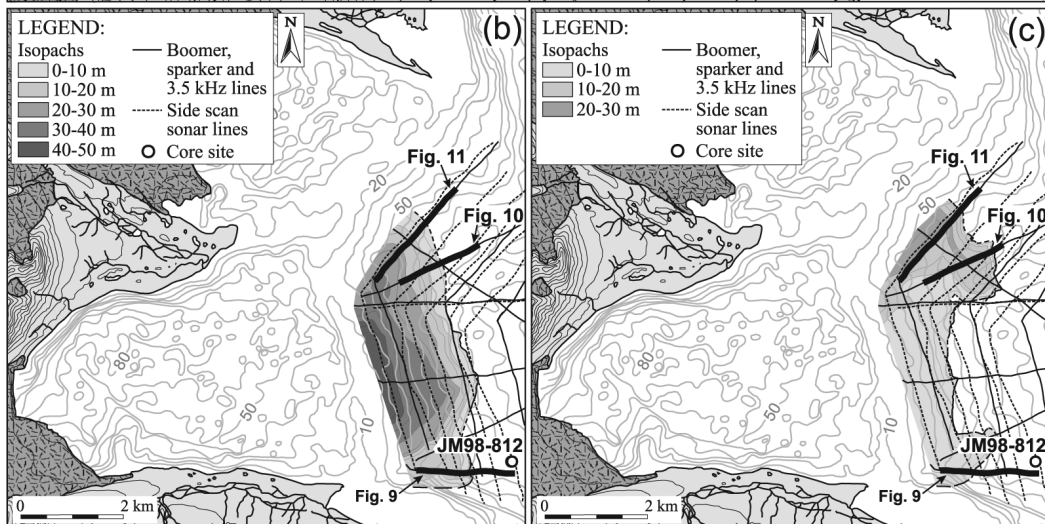 (b)
LEGEND:
Isopachs
0-10 m
10-20 m
20-30 m
30-40 m
40-50 m
Boomer,
sparker and
3.5 kHz lines
Side scan
sonar lines
Core site
N
Fig. 11
20
50
Fig. 10
80
50
10
JM98-812
Fig. 9
0 2 km
(c)
LEGEND:
Isopachs
0-10 m
10-20 m
20-30 m
Boomer,
sparker and
3.5 kHz lines
Side scan
sonar lines
Core site
N
Fig. 11
20
50
Fig. 10
80
50
10
JM98-812
Fig. 9
0 2 km